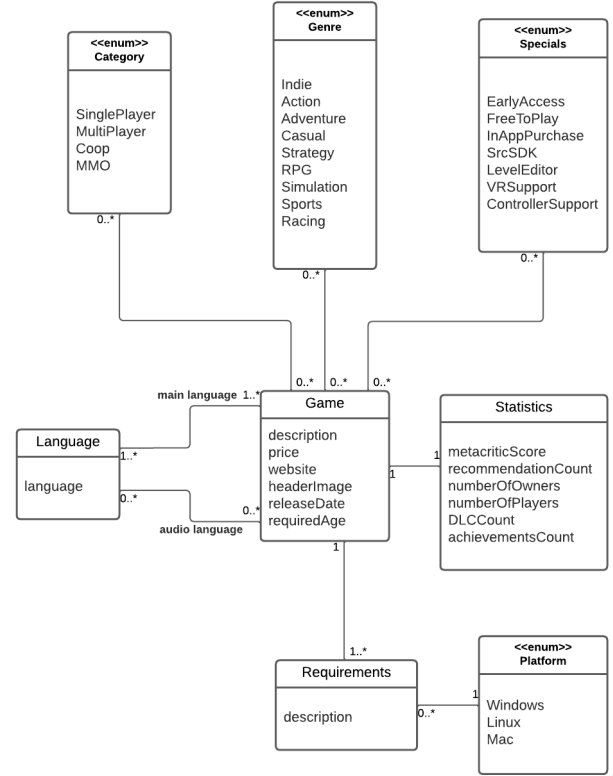 <<enum>>
Category
SinglePlayer
MultiPlayer
Coop
MMO
0..*
<<enum>>
Genre
Indie
Action
Adventure
Casual
Strategy
RPG
Simulation
Sports
Racing
0..*
<<enum>>
Specials
EarlyAccess
FreeToPlay
InAppPurchase
SrcSDK
LevelEditor
VRSupport
ControllerSupport
0..*
0..*
0..*
0..*
main language
1..*
Language
language
1..*
0..*
0..*
audio language
Game
description
price
website
headerImage
releaseDate
requiredAge
1
1
1
Statistics
metacriticScore
recommendationCount
numberOfOwners
numberOfPlayers
DLCCount
achievementsCount
1..*
Requirements
description
0..*
1
<<enum>>
Platform
Windows
Linux
Mac